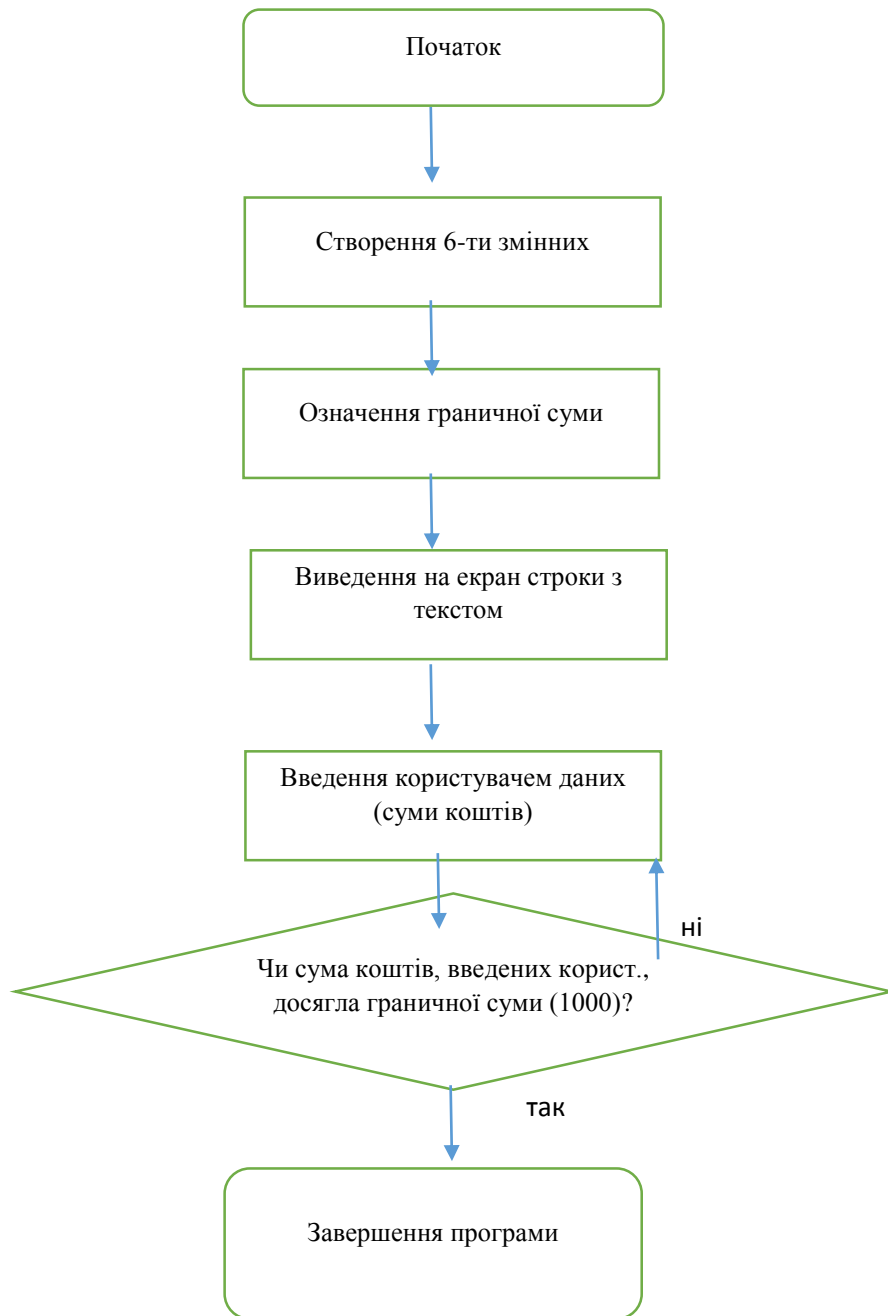 Початок
Створення 6-ти змінних
Означення граничної суми
Виведення на екран строки з
текстом
Введення користувачем даних
(суми коштів)
ні
Чи сума коштів, введених корист.,
досягла граничної суми (1000)?
так
Завершення програми